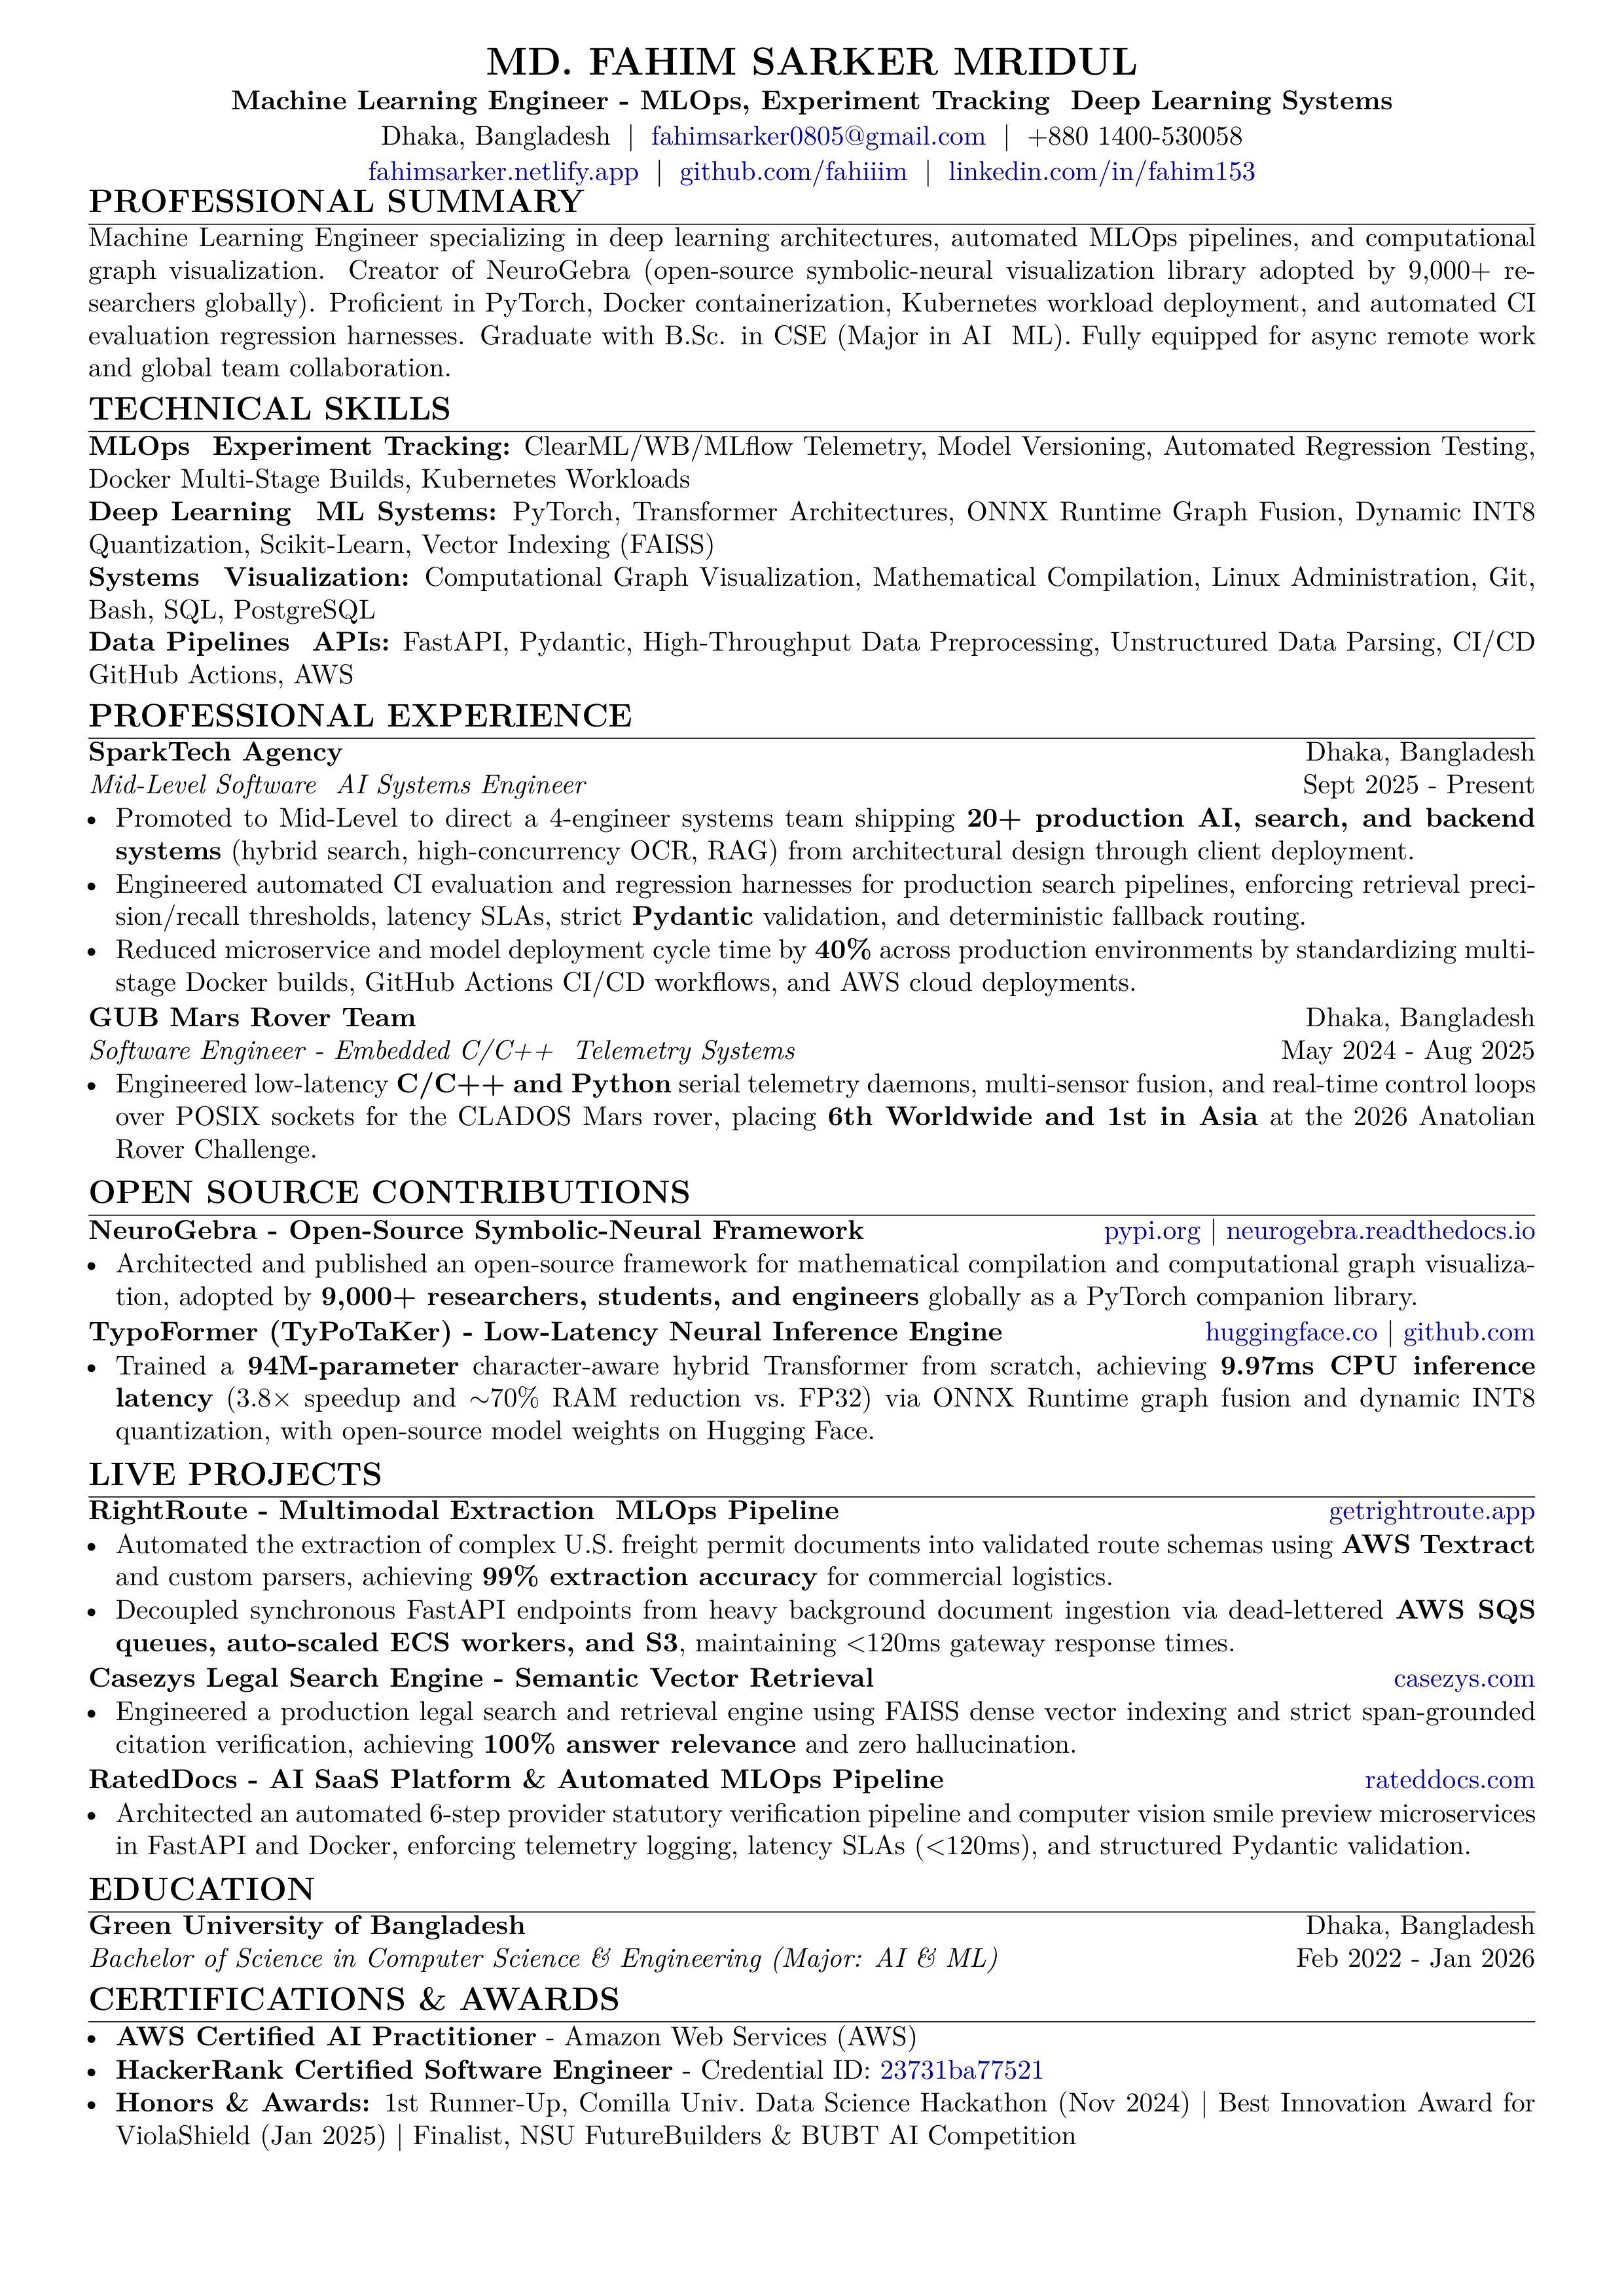 MD. FAHIM SARKER MRIDUL
Machine Learning Engineer - MLOps, Experiment Tracking  Deep Learning Systems
Dhaka, Bangladesh | fahimsarker0805@gmail.com | +880 1400-530058
fahimsarker.netlify.app | github.com/fahiiim | linkedin.com/in/fahim153
PROFESSIONAL SUMMARY
Machine Learning Engineer specializing in deep learning architectures, automated MLOps pipelines, and computational
graph visualization. Creator of NeuroGebra (open-source symbolic-neural visualization library adopted by 9,000+ re-
searchers globally). Proficient in PyTorch, Docker containerization, Kubernetes workload deployment, and automated CI
evaluation regression harnesses. Graduate with B.Sc. in CSE (Major in AI  ML). Fully equipped for async remote work
and global team collaboration.
TECHNICAL SKILLS
MLOps  Experiment Tracking: ClearML/WB/MLflow Telemetry, Model Versioning, Automated Regression Testing,
Docker Multi-Stage Builds, Kubernetes Workloads
Deep Learning  ML Systems: PyTorch, Transformer Architectures, ONNX Runtime Graph Fusion, Dynamic INT8
Quantization, Scikit-Learn, Vector Indexing (FAISS)
Systems  Visualization: Computational Graph Visualization, Mathematical Compilation, Linux Administration, Git,
Bash, SQL, PostgreSQL
Data Pipelines  APIs: FastAPI, Pydantic, High-Throughput Data Preprocessing, Unstructured Data Parsing, CI/CD
GitHub Actions, AWS
PROFESSIONAL EXPERIENCE
SparkTech Agency Dhaka, Bangladesh
Mid-Level Software  AI Systems Engineer Sept 2025 - Present
• Promoted to Mid-Level to direct a 4-engineer systems team shipping 20+ production AI, search, and backend
systems (hybrid search, high-concurrency OCR, RAG) from architectural design through client deployment.
• Engineered automated CI evaluation and regression harnesses for production search pipelines, enforcing retrieval preci-
sion/recall thresholds, latency SLAs, strict Pydantic validation, and deterministic fallback routing.
• Reduced microservice and model deployment cycle time by 40% across production environments by standardizing multi-
stage Docker builds, GitHub Actions CI/CD workflows, and AWS cloud deployments.
GUB Mars Rover Team Dhaka, Bangladesh
Software Engineer - Embedded C/C++  Telemetry Systems May 2024 - Aug 2025
• Engineered low-latency C/C++ and Python serial telemetry daemons, multi-sensor fusion, and real-time control loops
over POSIX sockets for the CLADOS Mars rover, placing 6th Worldwide and 1st in Asia at the 2026 Anatolian
Rover Challenge.
OPEN SOURCE CONTRIBUTIONS
NeuroGebra - Open-Source Symbolic-Neural Framework pypi.org | neurogebra.readthedocs.io
• Architected and published an open-source framework for mathematical compilation and computational graph visualiza-
tion, adopted by 9,000+ researchers, students, and engineers globally as a PyTorch companion library.
TypoFormer (TyPoTaKer) - Low-Latency Neural Inference Engine huggingface.co | github.com
• Trained a 94M-parameter character-aware hybrid Transformer from scratch, achieving 9.97ms CPU inference
latency (3.8× speedup and ~70% RAM reduction vs. FP32) via ONNX Runtime graph fusion and dynamic INT8
quantization, with open-source model weights on Hugging Face.
LIVE PROJECTS
RightRoute - Multimodal Extraction  MLOps Pipeline getrightroute.app
• Automated the extraction of complex U.S. freight permit documents into validated route schemas using AWS Textract
and custom parsers, achieving 99% extraction accuracy for commercial logistics.
• Decoupled synchronous FastAPI endpoints from heavy background document ingestion via dead-lettered AWS SQS
queues, auto-scaled ECS workers, and S3, maintaining <120ms gateway response times.
Casezys Legal Search Engine - Semantic Vector Retrieval casezys.com
• Engineered a production legal search and retrieval engine using FAISS dense vector indexing and strict span-grounded
citation verification, achieving 100% answer relevance and zero hallucination.
RatedDocs - AI SaaS Platform & Automated MLOps Pipeline rateddocs.com
• Architected an automated 6-step provider statutory verification pipeline and computer vision smile preview microservices
in FastAPI and Docker, enforcing telemetry logging, latency SLAs (<120ms), and structured Pydantic validation.
EDUCATION
Green University of Bangladesh Dhaka, Bangladesh
Bachelor of Science in Computer Science & Engineering (Major: AI & ML) Feb 2022 - Jan 2026
CERTIFICATIONS & AWARDS
• AWS Certified AI Practitioner - Amazon Web Services (AWS)
• HackerRank Certified Software Engineer - Credential ID: 23731ba77521
• Honors & Awards: 1st Runner-Up, Comilla Univ. Data Science Hackathon (Nov 2024) | Best Innovation Award for
ViolaShield (Jan 2025) | Finalist, NSU FutureBuilders & BUBT AI Competition